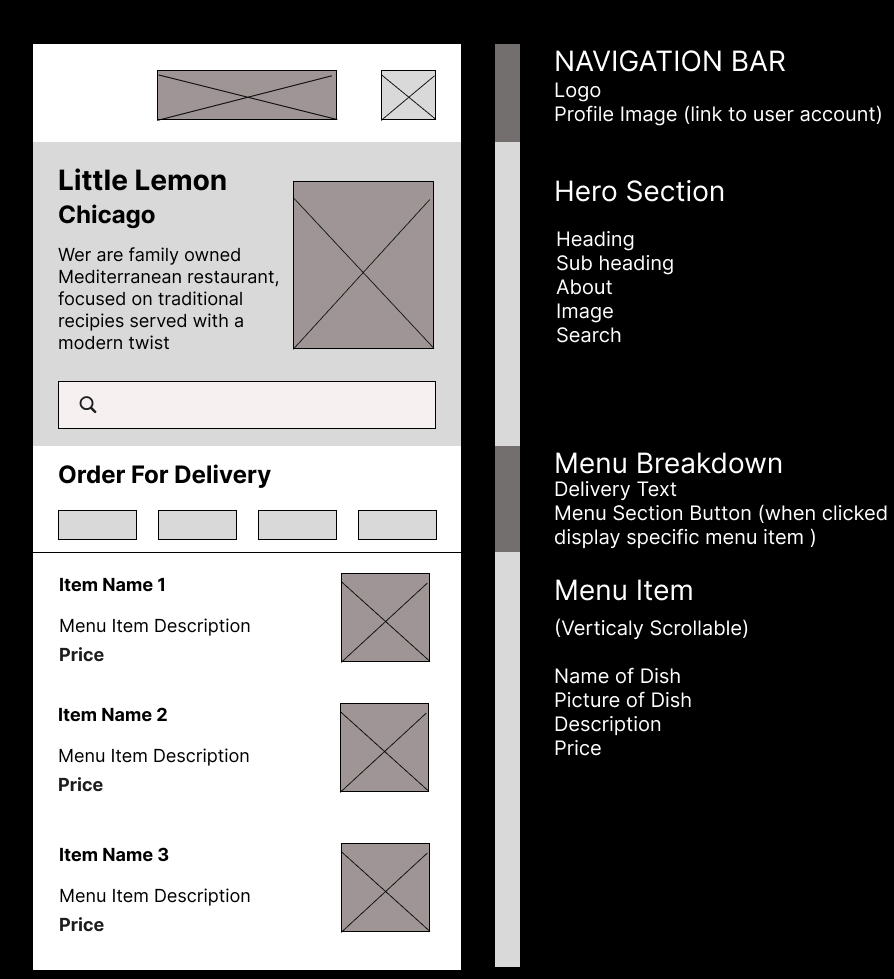 Little Lemon
Chicago
Wer are family owned
Mediterranean restaurant,
focused on traditional
recipies served with a
modern twist
Order For Delivery
Item Name 1
Menu Item Description
Price
Item Name 2
Menu Item Description
Price
Item Name 3
Menu Item Description
Price
NAVIGATION BAR
Logo
Profile Image (link to user account)
Hero Section
Heading
Sub heading
About
Image
Search
Menu Breakdown
Delivery Text
Menu Section Button (when clicked
display specific menu item )
Menu Item
(Verticaly Scrollable)
Name of Dish
Picture of Dish
Description
Price